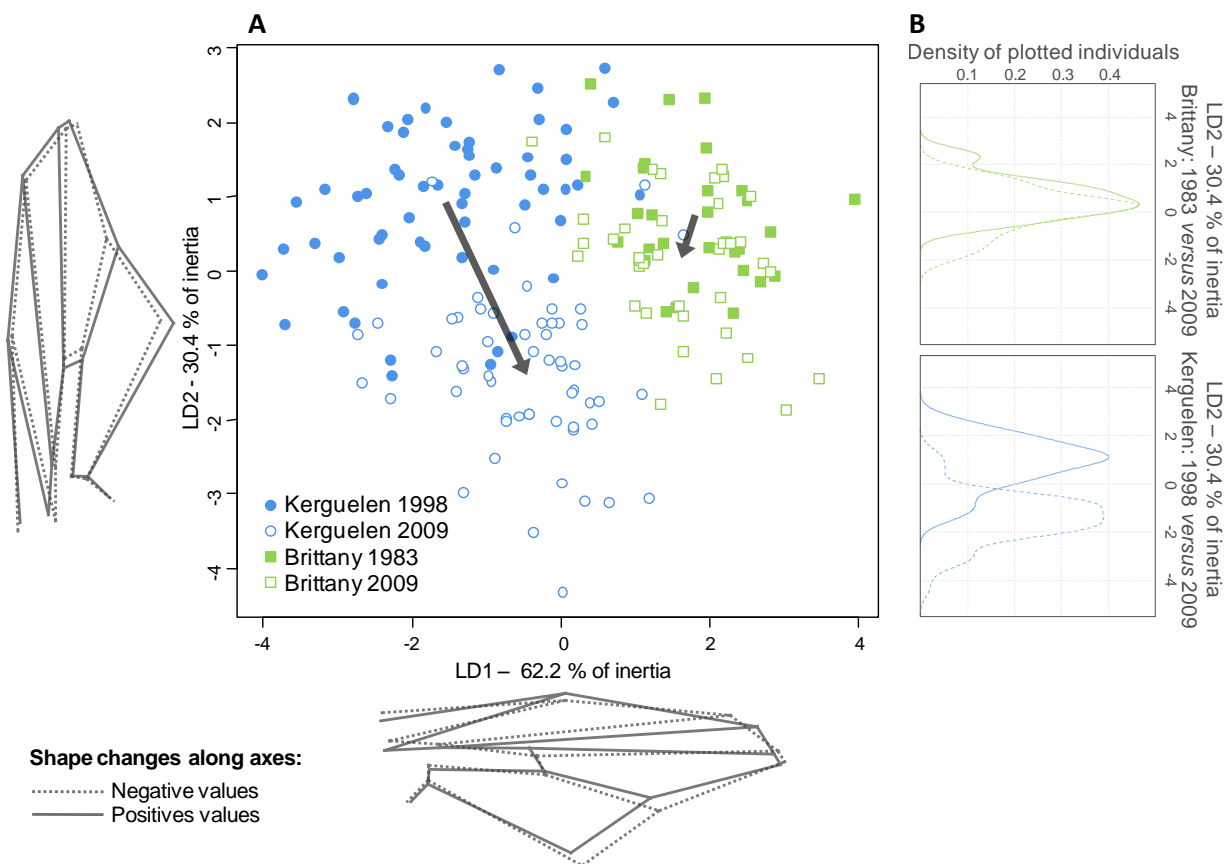 A
B
3
2
1
0
-1
-2
-3
-4
LD2 - 30.4 % of inertia
Kerguelen 1998
Kerguelen 2009
Brittany 1983
Brittany 2009
-4
-2
0
2
4
LD1 – 62.2 % of inertia
Density of plotted individuals
0.1
0.2
0.3
0.4
4
2
0
-2
-4
LD2 – 30.4 % of inertia
Brittany: 1983 versus 2009
4
2
0
-2
-4
LD2 – 30.4 % of inertia
Kerguelen: 1998 versus 2009
Shape changes along axes:
Negative values
Positives values